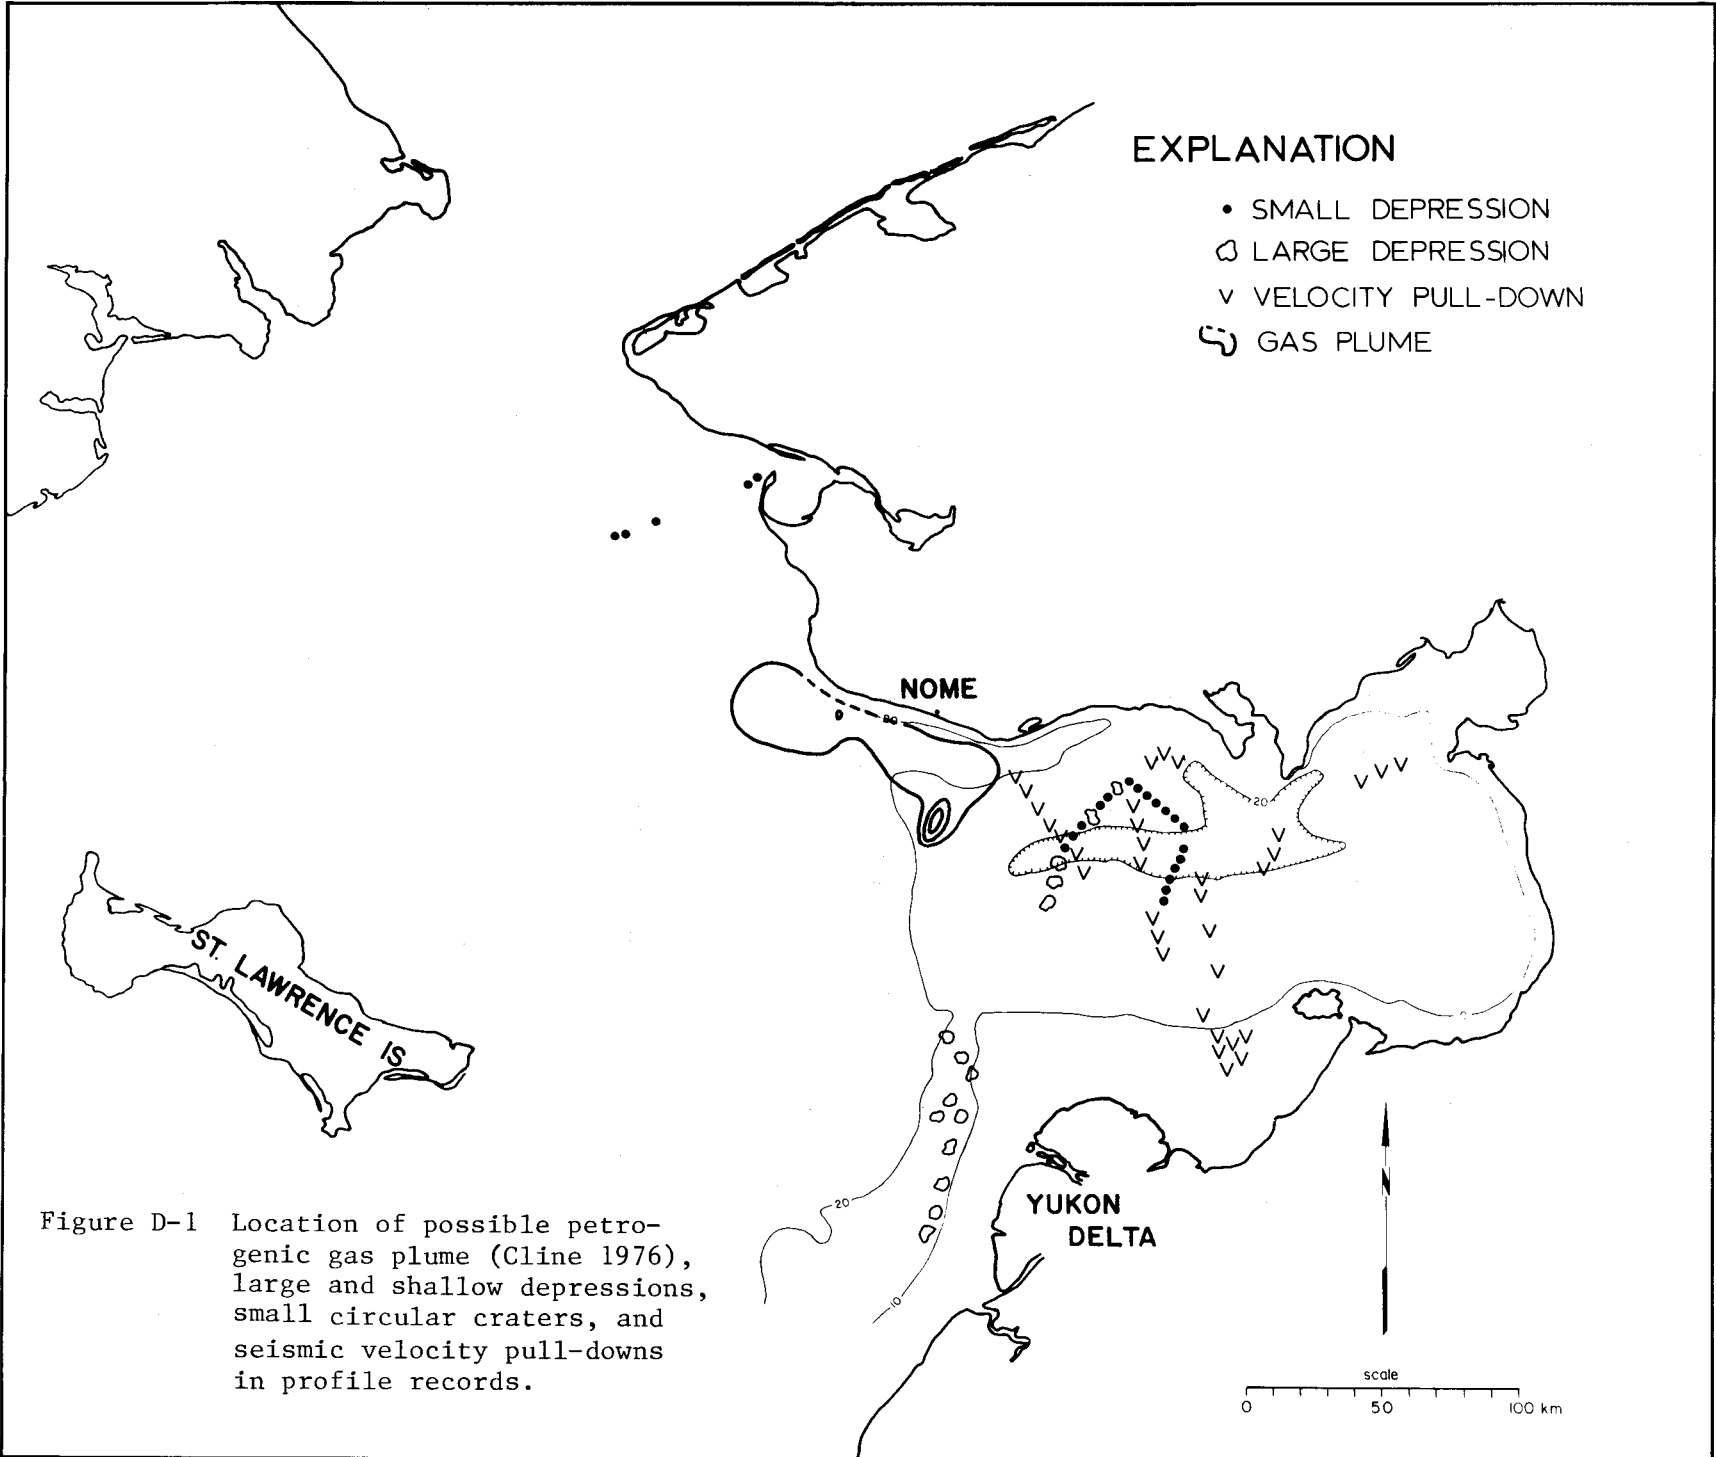 EXPLANATION
SMALL DEPRESSION
LARGE DEPRESSION
V VELOCITY PULL-DOWN
GAS PLUME
NOME
20
20
ST. LAWRENCE IS
YUKON
DELTA
20
10
N
Figure D-1 Location of possible petro-
genic gas plume (Cline 1976),
large and shallow depressions,
small circular craters, and
seismic velocity pull-downs
in profile records.
scale
0 50 100 km